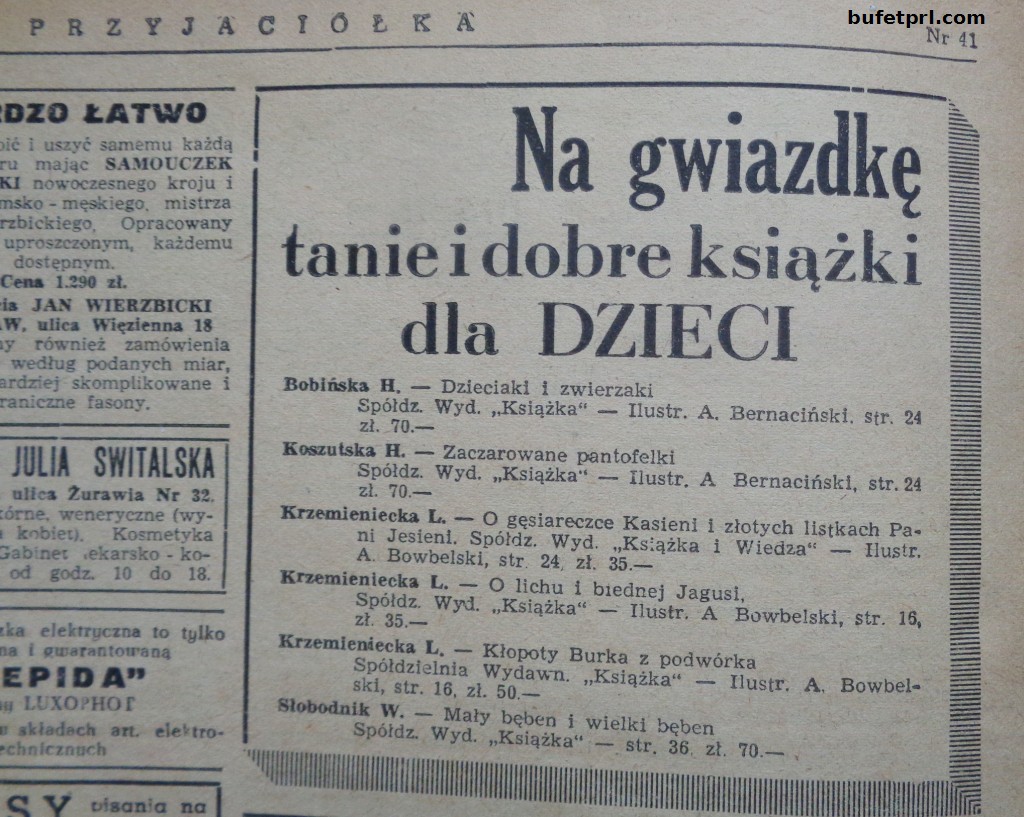 bufetprl.com
PRZYJACIÓŁKA
Nr 41
RDZO ŁATWO
bić i uszyć samemu każdą
ru mając SAMOUCZEK
KI nowoczesnego kroju i
msko-męskiego, mistrza
rzbickiego, Opracowany
uproszczonym, każdemu
dostępnym.
Cena 1.290 zł.
ia JAN WIERZBICKI
AW, ulica Więzienna 18
ny również zamówienia
według podanych miar,
ardziej skomplikowane i
raniczne fasony.
JULIA SWITALSKA
ulica Żurawia Nr 32.
kórne, weneryczne (wy-
kobiet). Kosmetyka
Gabinet lekarsko-ko-
od godz. 10 do 18.
zka elektryczna to tylko
na i gwarantowaną
EPIDA"
ny LUXOPHOT
w składach art. elektro-
echnicznych
SY pisania na
Na gwiazdkę
tanie i dobre książki
dla DZIECI
Bobińska H. — Dzieciaki i zwierzaki
Spółdz. Wyd. „Książka" — Ilustr. A. Bernaciński, str. 24
zł. 70.—
Koszutska H. — Zaczarowane pantofelki
Spółdz. Wyd. „Książka" — Ilustr. A Bernaciński, str. 24
zł. 70.—
Krzemieniecka L. — O gęsiareczce Kasieni i złotych listkach Pa-
ni Jesieni. Spółdz. Wyd. „Książka i Wiedza" — Ilustr.
A. Bowbelski, str. 24, zł. 35.—
Krzemieniecka L. — O lichu i biednej Jagusi,
Spółdz. Wyd. „Książka" — Ilustr. A Bowbelski, str. 16,
zł. 35.—
Krzemieniecka L. — Kłopoty Burka z podwórka
Spółdzielnia Wydawn. „Książka" — Ilustr. A. Bowbel-
ski, str. 16, zł. 50.—
Słobodnik W. — Mały bęben i wielki bęben
Spółdz. Wyd. „Książka" — str. 36, zł. 70.—